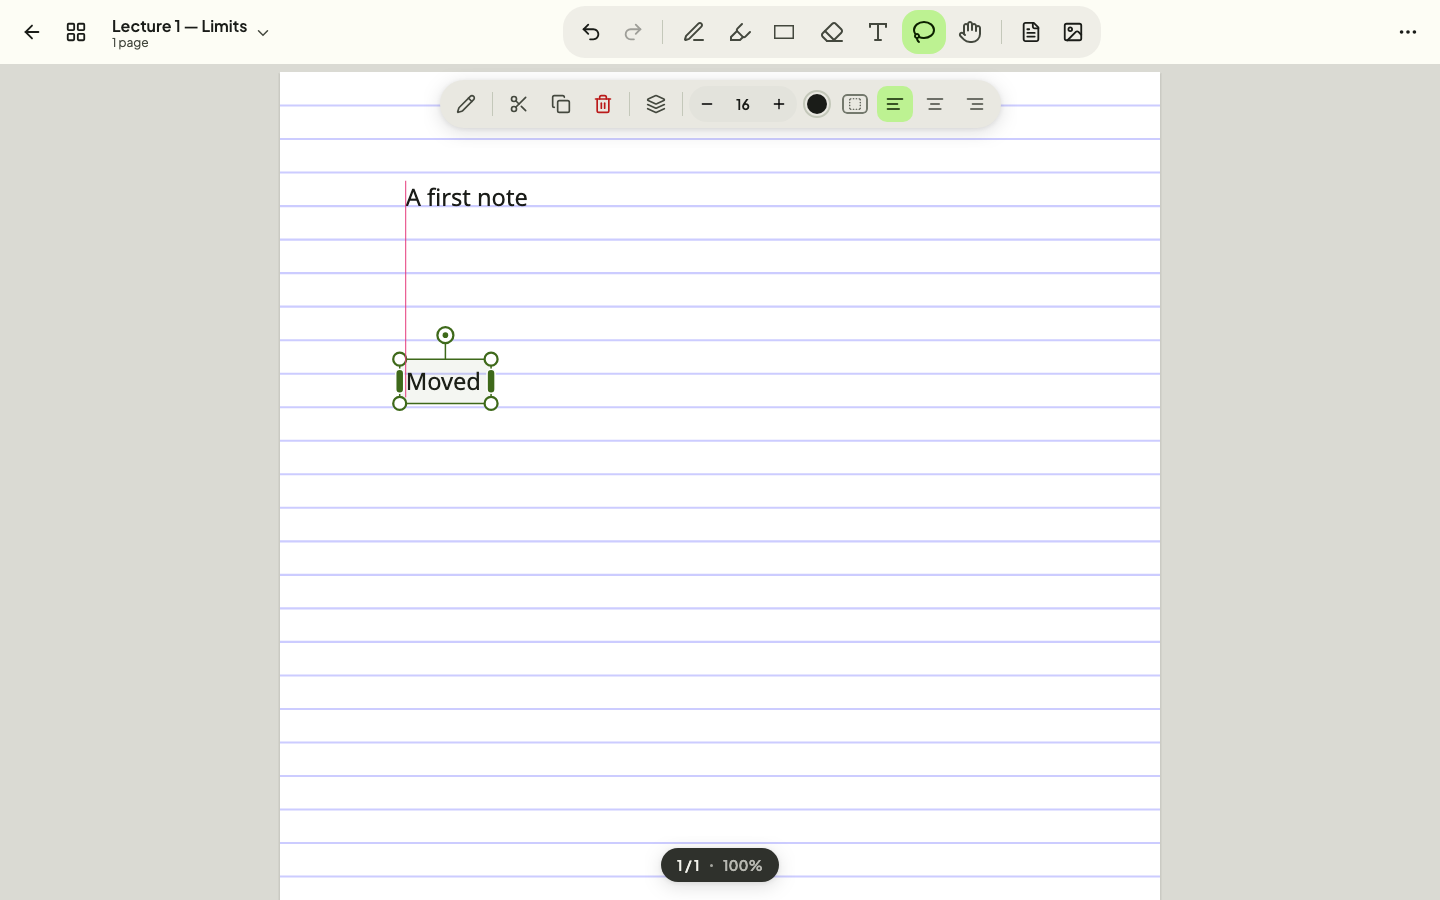 Lecture 1 — Limits
1 page
16
A first note
Moved
1 / 1 · 100%